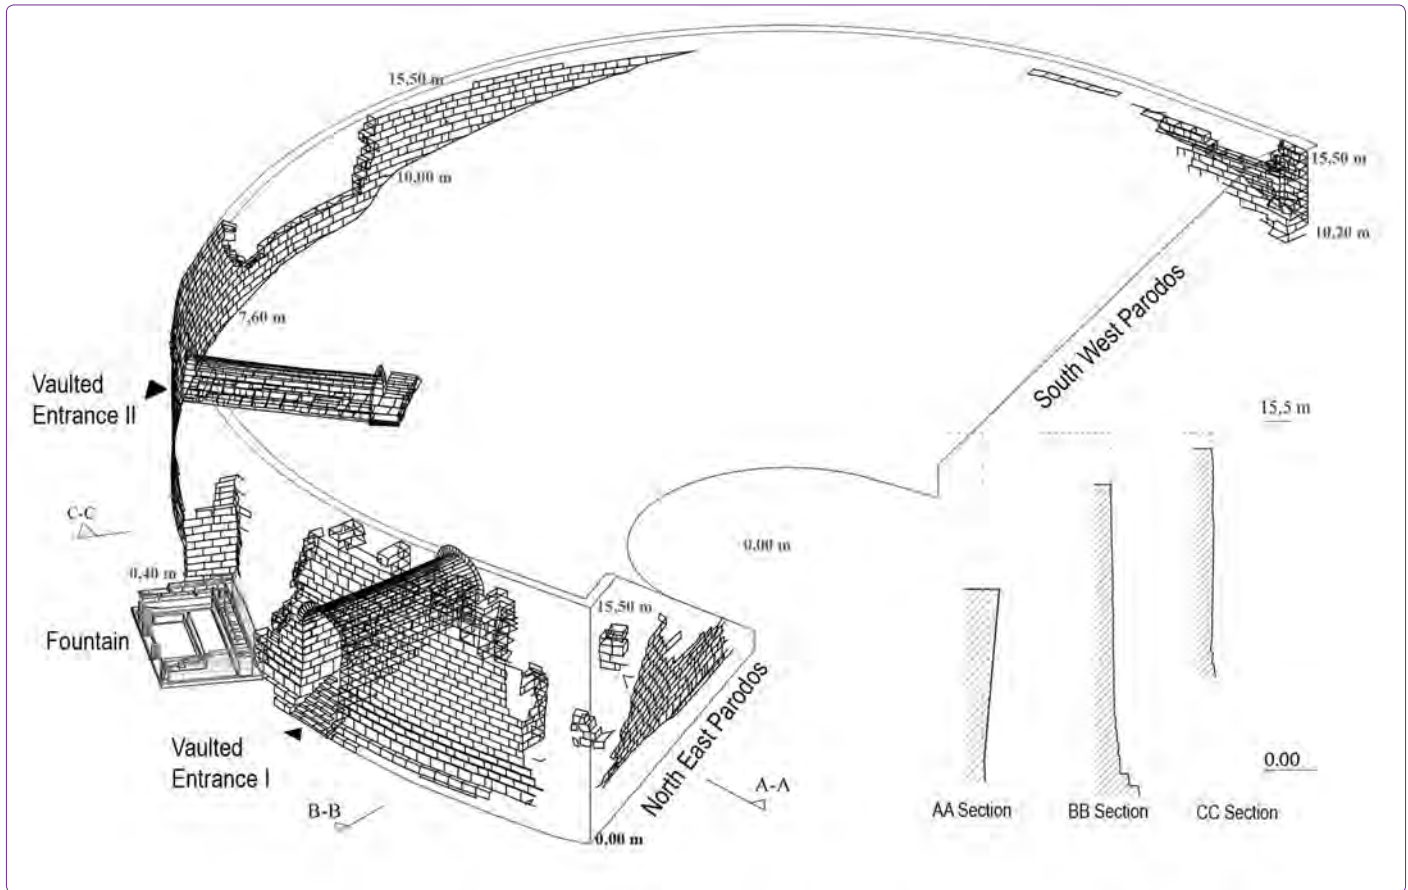 15,50 m
15,50 m
10,00 m
10,20 m
7,60 m
South West Parodos
Vaulted
Entrance II
15,5 m
C-C
0,00 m
0,40 m
15,50 m
Fountain
North East Parodos
Vaulted
Entrance I
0.00
A-A
B-B
AA Section
BB Section
CC Section
0,00 m